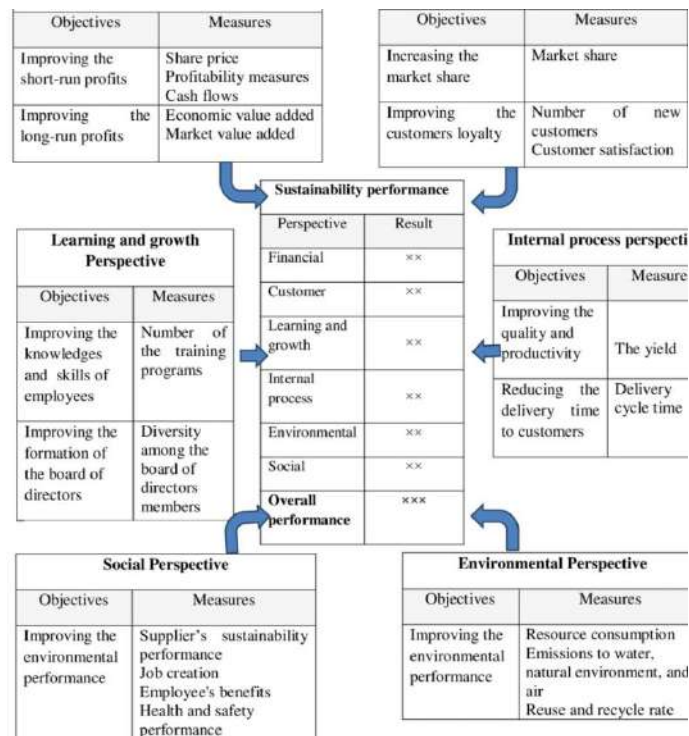 Objectives Measures
Improving the short-run profits Share price
Profitability measures
Cash flows
Improving the long-run profits Economic value added
Market value added
Objectives Measures
Increasing the market share Market share
Improving the customers loyalty Number of new customers
Customer satisfaction
Sustainability performance
Perspective Result
Financial ××
Customer ××
Learning and growth ××
Internal process ××
Environmental ××
Social ××
Overall performance ×××
Learning and growth
Perspective
Objectives Measures
Improving the knowledges and skills of employees Number of the training programs
Improving the formation of the board of directors Diversity among the board of directors members
Internal process perspecti
Objectives Measure
Improving the quality and productivity The yield
Reducing the delivery time to customers Delivery cycle time
Social Perspective
Objectives Measures
Improving the environmental performance Supplier's sustainability performance
Job creation
Employee's benefits
Health and safety performance
Environmental Perspective
Objectives Measures
Improving the environmental performance Resource consumption
Emissions to water, natural environment, and air
Reuse and recycle rate